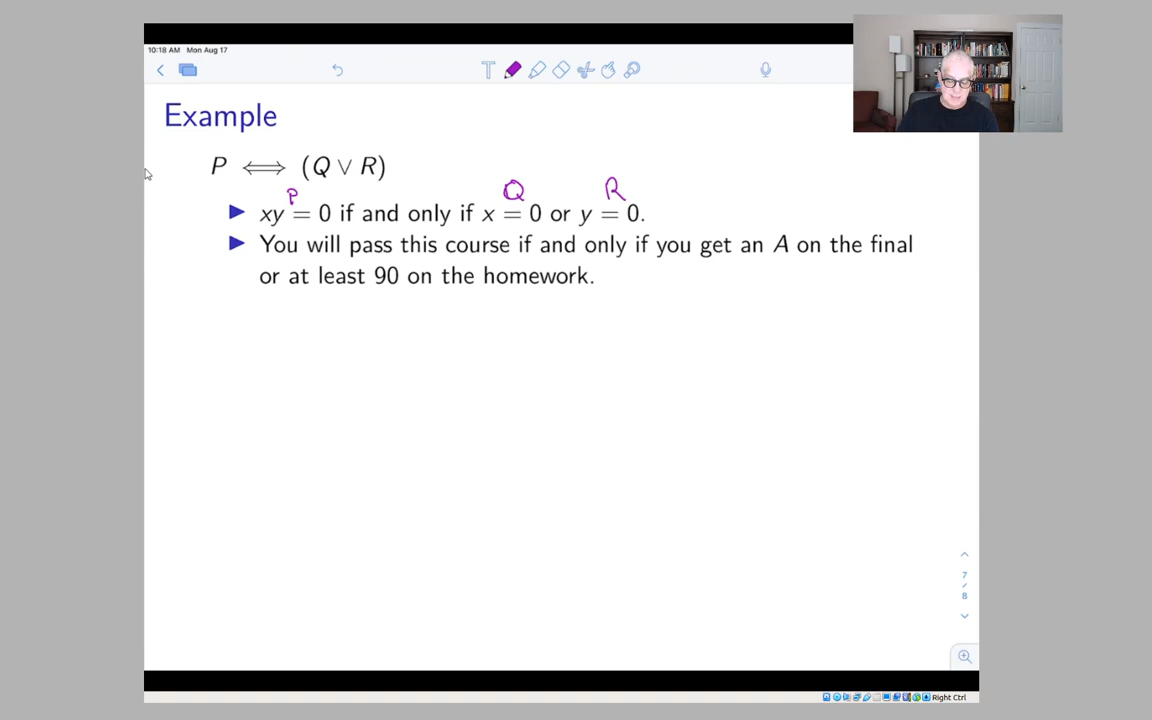 10:18 AM Mon Aug 17
T
Example
P ⟺ (Q ∨ R)
P Q R
▶ xy = 0 if and only if x = 0 or y = 0.
▶ You will pass this course if and only if you get an A on the final
or at least 90 on the homework.
7
/
8
Right Ctrl